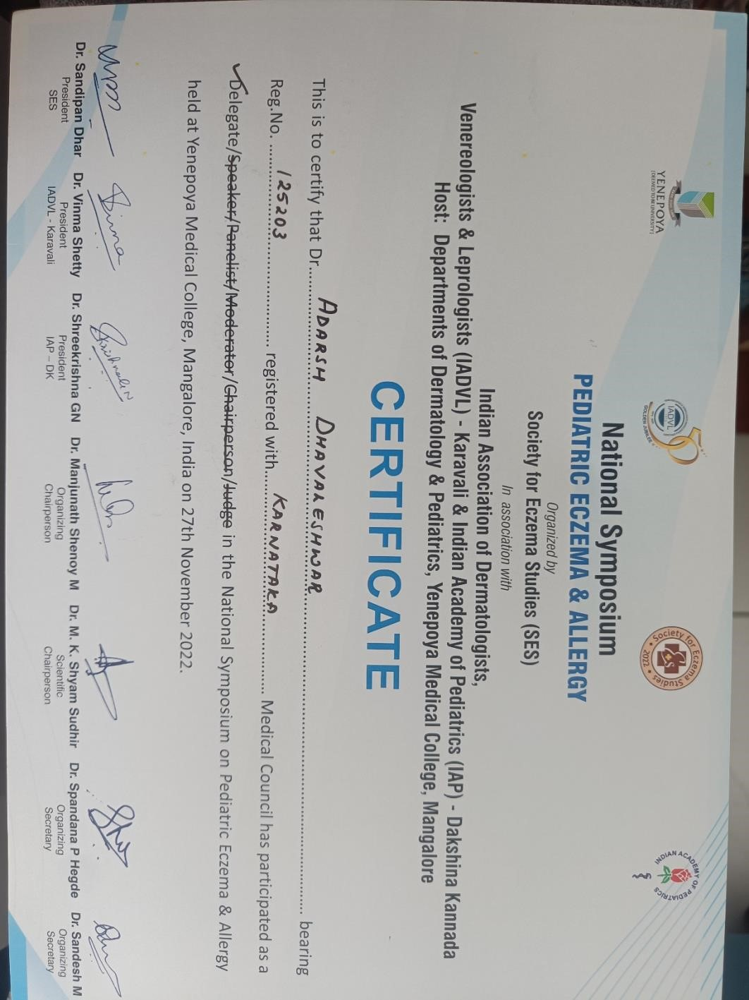 YENEPOYA
(DEEMED TO BE UNIVERSITY)
IADVL
GOLDEN JUBILEE
50
Society for Eczema Studies
2022
INDIAN ACADEMY OF PEDIATRICS
National Symposium
PEDIATRIC ECZEMA & ALLERGY
Organized by
Society for Eczema Studies (SES)
In association with
Indian Association of Dermatologists,
Venereologists & Leprologists (IADVL) - Karavali & Indian Academy of Pediatrics (IAP) - Dakshina Kannada
Host: Departments of Dermatology & Pediatrics, Yenepoya Medical College, Mangalore
CERTIFICATE
This is to certify that Dr. ADARSH DHAVALESHWAR bearing
Reg.No. 125203 registered with KARNATAKA Medical Council has participated as a
Delegate/Speaker/Panelist/Moderator/Chairperson/Judge in the National Symposium on Pediatric Eczema & Allergy
held at Yenepoya Medical College, Mangalore, India on 27th November 2022.
Dr. Sandipan Dhar Dr. Vinma Shetty Dr. Shreekrishna GN Dr. Manjunath Shenoy M Dr. M. K. Shyam Sudhir Dr. Spandana P Hegde Dr. Sandesh M
President President President Organizing Scientific Organizing Organizing
SES IADVL - Karavali IAP – DK Chairperson Chairperson Secretary Secretary